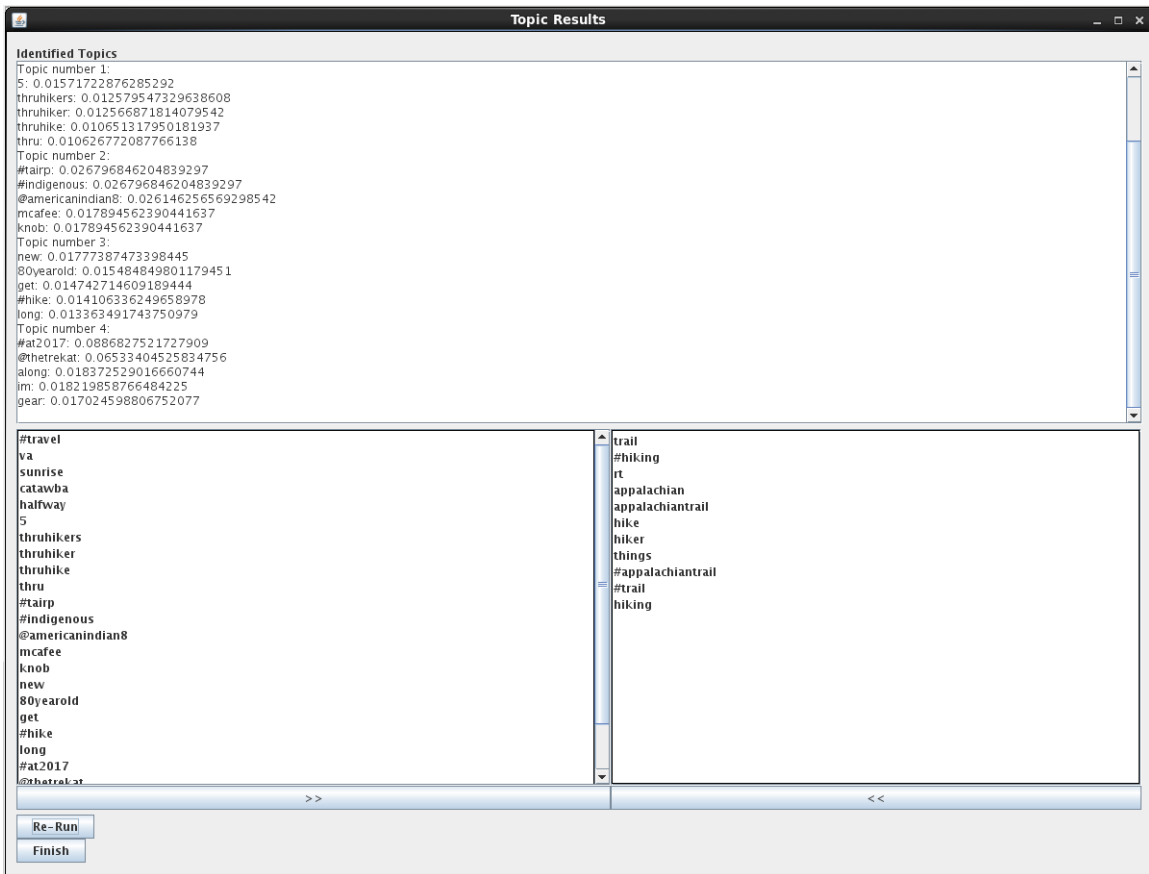 Topic Results
Identified Topics
Topic number 1:
5: 0.01571722876285292
thruhikers: 0.012579547329638608
thruhiker: 0.012566871814079542
thruhike: 0.010651317950181937
thru: 0.010626772087766138
Topic number 2:
#tairp: 0.026796846204839297
#indigenous: 0.026796846204839297
@americanindian8: 0.026146256569298542
mcafee: 0.017894562390441637
knob: 0.017894562390441637
Topic number 3:
new: 0.01777387473398445
80yearold: 0.015484849801179451
get: 0.014742714609189444
#hike: 0.014106336249658978
long: 0.013363491743750979
Topic number 4:
#at2017: 0.0886827521727909
@thetrekat: 0.06533404525834756
along: 0.018372529016660744
im: 0.018219858766484225
gear: 0.017024598806752077
#travel
va
sunrise
catawba
halfway
5
thruhikers
thruhiker
thruhike
thru
#tairp
#indigenous
@americanindian8
mcafee
knob
new
80yearold
get
#hike
long
#at2017
@thetrekat
trail
#hiking
rt
appalachian
appalachiantrail
hike
hiker
things
#appalachiantrail
#trail
hiking
>>
<<
Re-Run
Finish